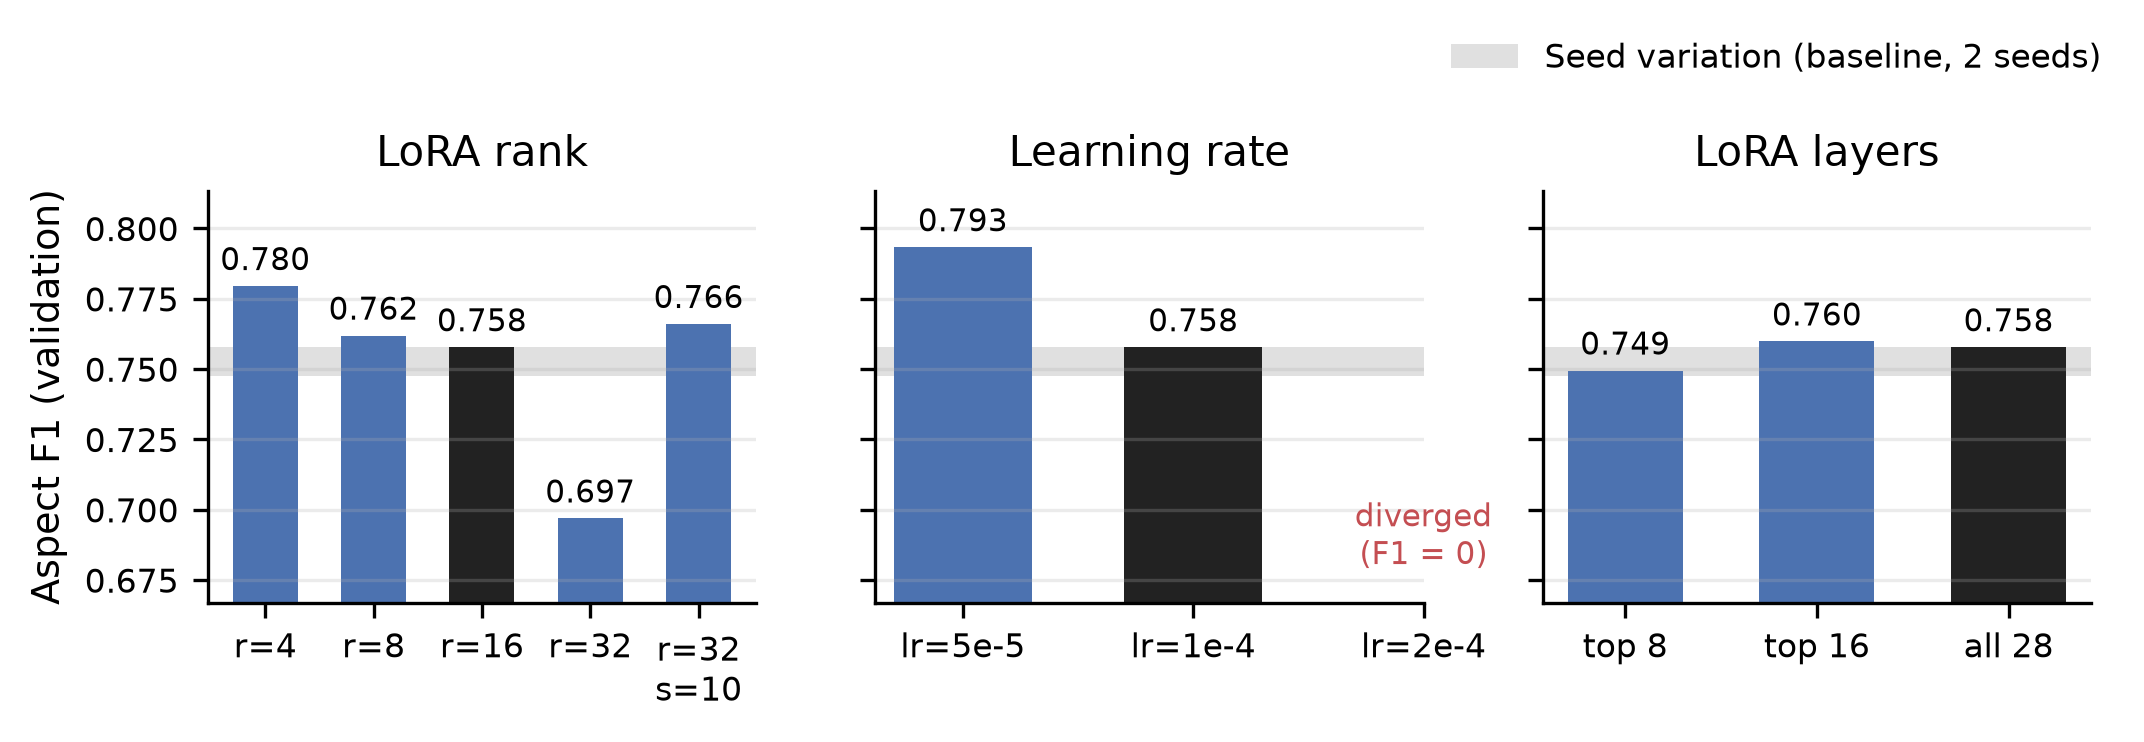 Seed variation (baseline, 2 seeds)
LoRA rank
Aspect F1 (validation)
0.800
0.775
0.750
0.725
0.700
0.675
0.780
0.762
0.758
0.697
0.766
r=4
r=8
r=16
r=32
r=32
s=10
Learning rate
0.793
0.758
diverged
(F1 = 0)
lr=5e-5
lr=1e-4
lr=2e-4
LoRA layers
0.749
0.760
0.758
top 8
top 16
all 28